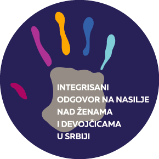 INTEGRISANI
ODGOVOR NA NASILJE
NAD ŽENAMA
I DEVOJČICAMA
U SRBIJI